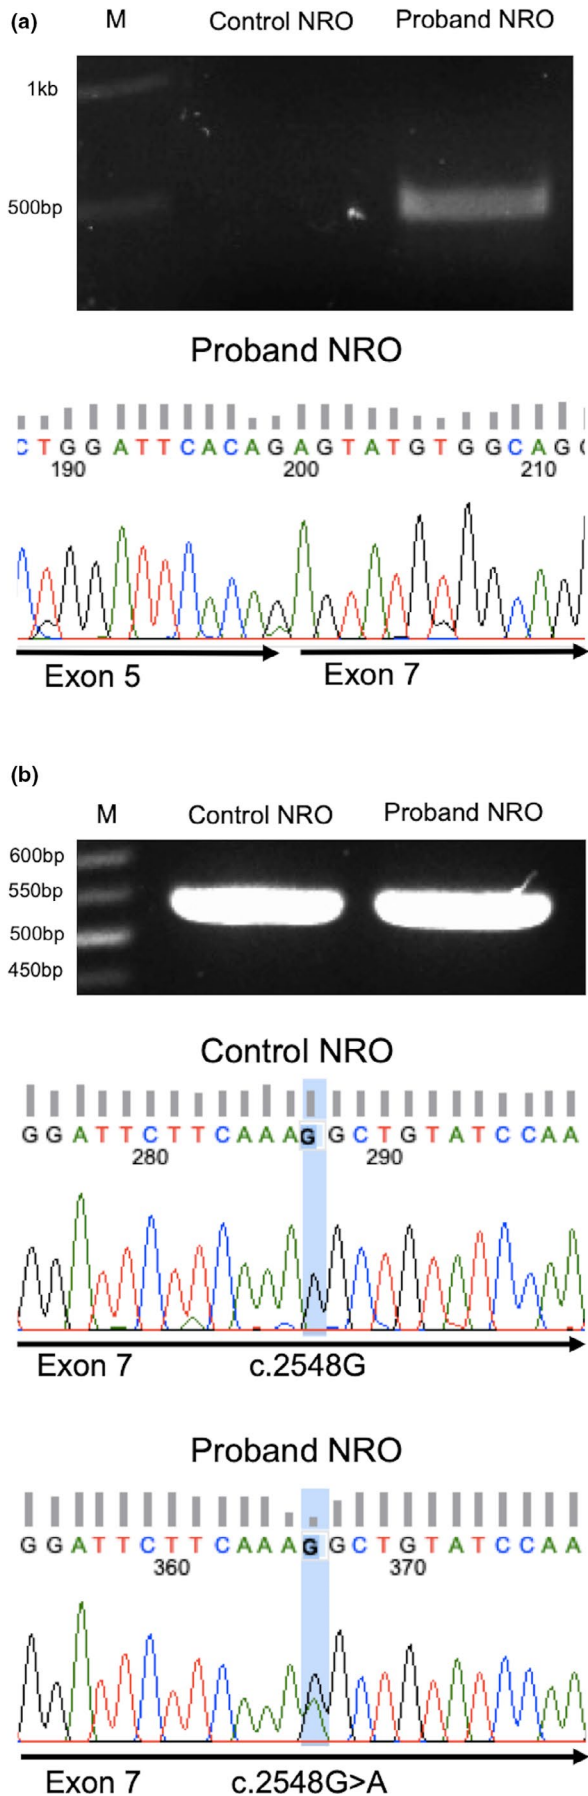 (a)
M Control NRO Proband NRO
1kb
500bp
Proband NRO
C T G G A T T C A C A G A G T A T G T G G C A G
190 200 210
Exon 5 Exon 7
(b)
M Control NRO Proband NRO
600bp
550bp
500bp
450bp
Control NRO
G G A T T C T T C A A A G G C T G T A T C C A A
280 290
Exon 7 c.2548G
Proband NRO
G G A T T C T T C A A A G G C T G T A T C C A A
360 370
Exon 7 c.2548G>A